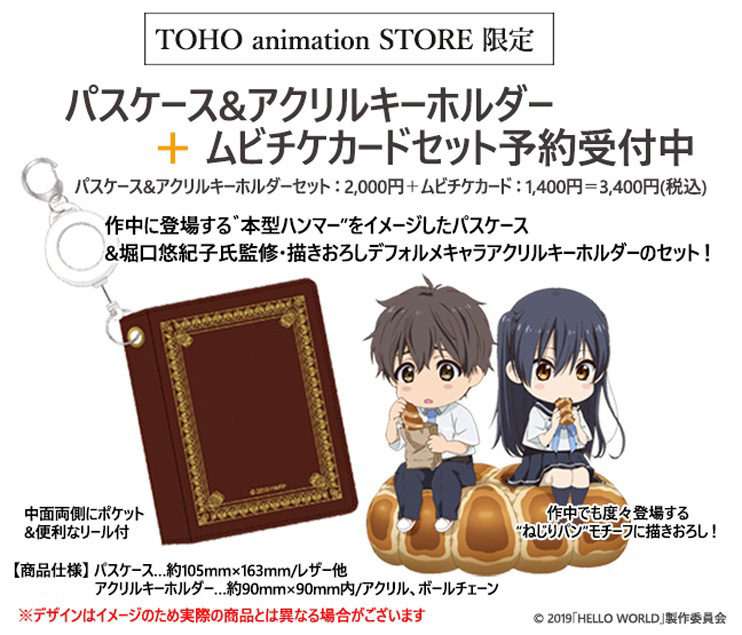 TOHO animation STORE 限定
パスケース&アクリルキーホルダー
＋ ムビチケカードセット予約受付中
パスケース&アクリルキーホルダーセット：2,000円＋ムビチケカード：1,400円＝3,400円(税込)
作中に登場する゛本型ハンマー”をイメージしたパスケース
&堀口悠紀子氏監修・描きおろしデフォルメキャラアクリルキーホルダーのセット！
中面両側にポケット
&便利なリール付
作中でも度々登場する
“ねじりパン”モチーフに描きおろし！
【商品仕様】パスケース…約105mm×163mm/レザー他
アクリルキーホルダー…約90mm×90mm内/アクリル、ボールチェーン
※デザインはイメージのため実際の商品とは異なる場合がございます
© 2019「HELLO WORLD」製作委員会